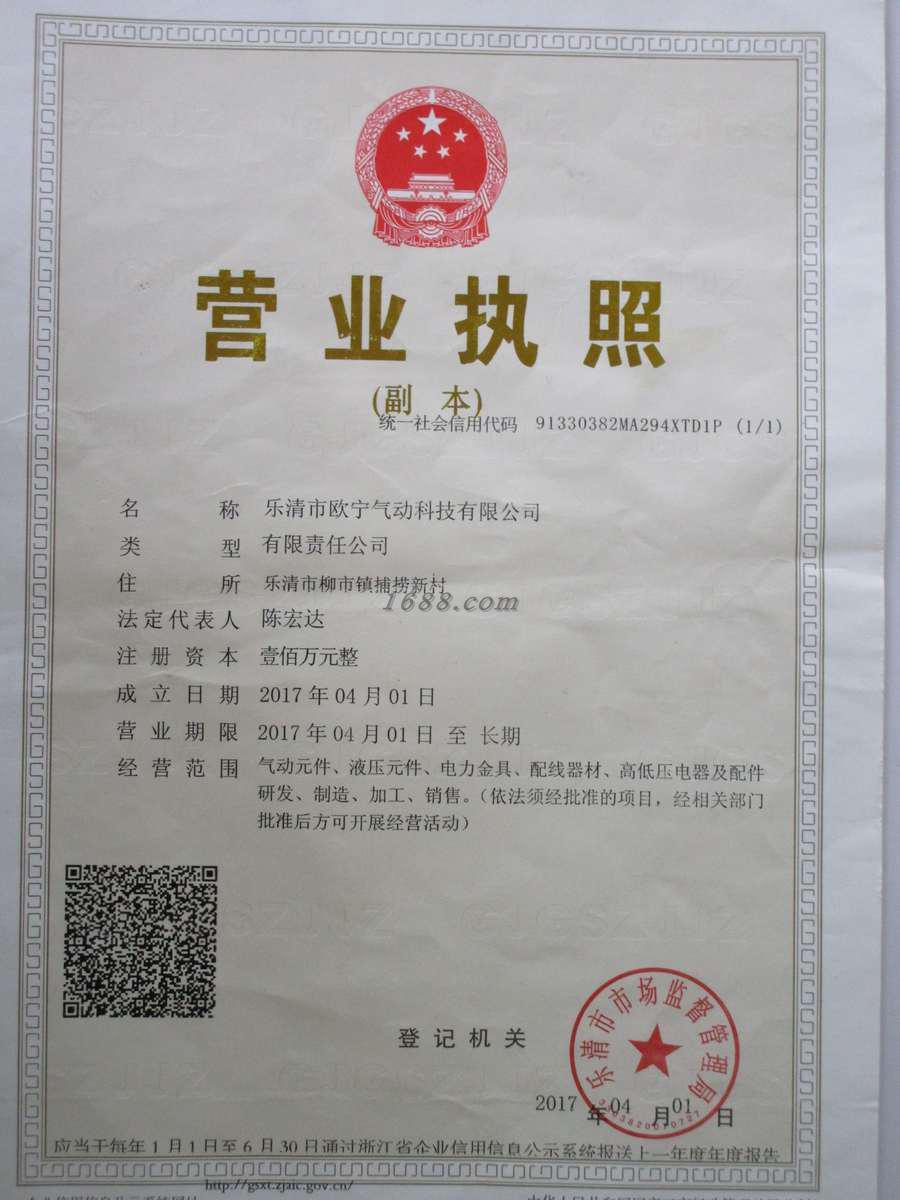 营业执照
(副 本)
统一社会信用代码 91330382MA294XTD1P (1/1)
名 称 乐清市欧宁气动科技有限公司
类 型 有限责任公司
住 所 乐清市柳市镇捕捞新村
1688.com
法定代表人 陈宏达
注册资本 壹佰万元整
成立日期 2017年04月01日
营业期限 2017年04月01日 至 长期
经营范围 气动元件、液压元件、电力金具、配线器材、高低压电器及配件
研发、制造、加工、销售。（依法须经批准的项目，经相关部门
批准后方可开展经营活动）
登记机关
乐清市市场监督管理局
2017年04月01日
应当于每年1月1日至6月30日通过浙江省企业信用信息公示系统报送上一年度年度报告
http://gsxt.zjaic.gov.cn/